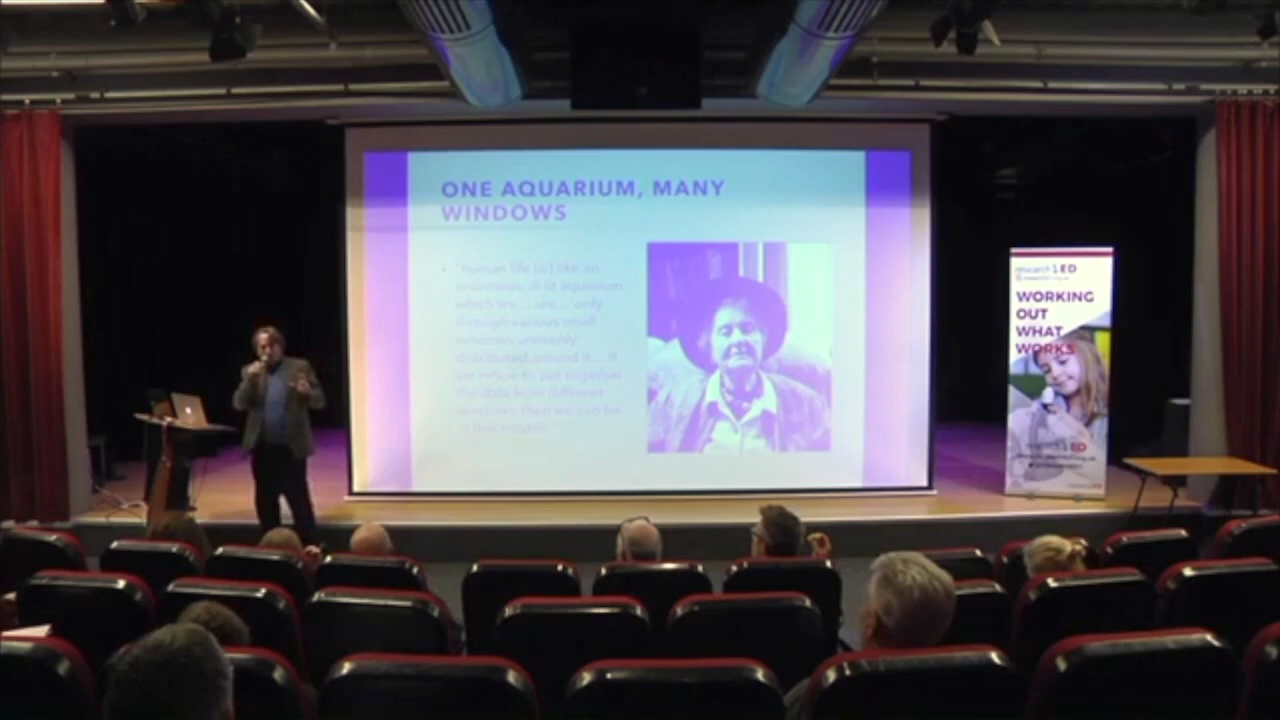 ONE AQUARIUM, MANY
WINDOWS
• "human life [is] like an
enormous, ill-lit aquarium
which we... see... only
through various small
windows unevenly
distributed around it... If
we refuse to put together
the data from different
windows, then we can be
in real trouble."
researchED
WORKING
OUT
WHAT
WORKS
researchED